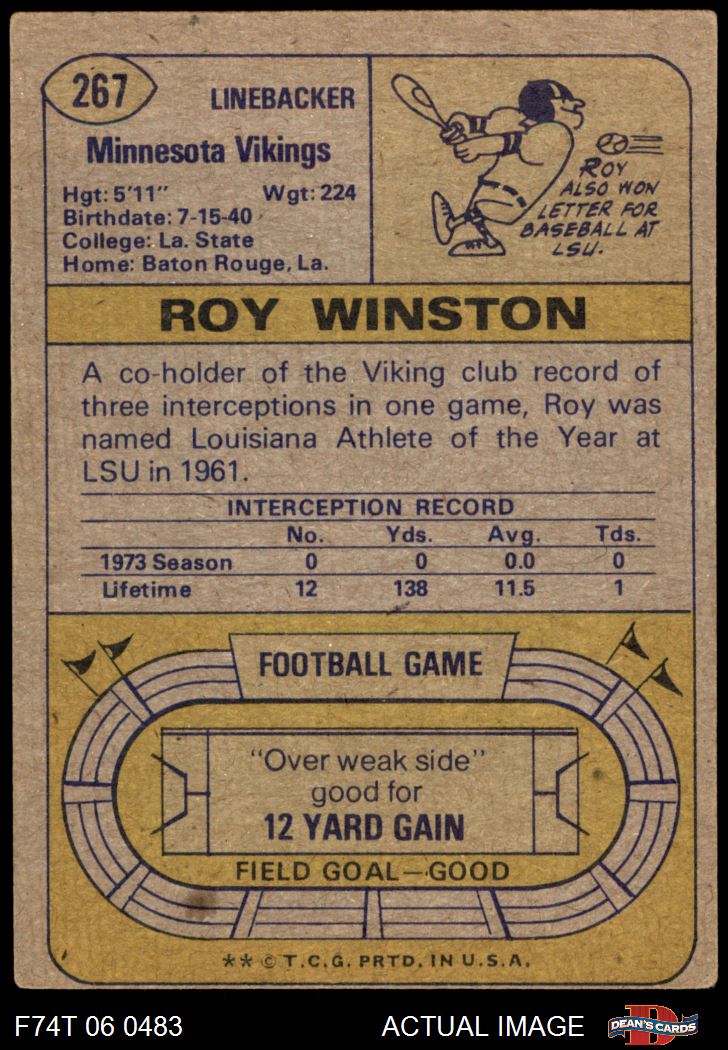 267
LINEBACKER
Minnesota Vikings
Hgt: 5'11" Wgt: 224
Birthdate: 7-15-40
College: La. State
Home: Baton Rouge, La.
ROY
ALSO WON
LETTER FOR
BASEBALL AT
LSU.
ROY WINSTON
A co-holder of the Viking club record of
three interceptions in one game, Roy was
named Louisiana Athlete of the Year at
LSU in 1961.
INTERCEPTION RECORD
No. Yds. Avg. Tds.
1973 Season 0 0 0.0 0
Lifetime 12 138 11.5 1
FOOTBALL GAME
"Over weak side"
good for
12 YARD GAIN
FIELD GOAL—GOOD
** © T.C.G. PRTD. IN U.S.A.
F74T 06 0483 ACTUAL IMAGE D DEAN'S CARDS